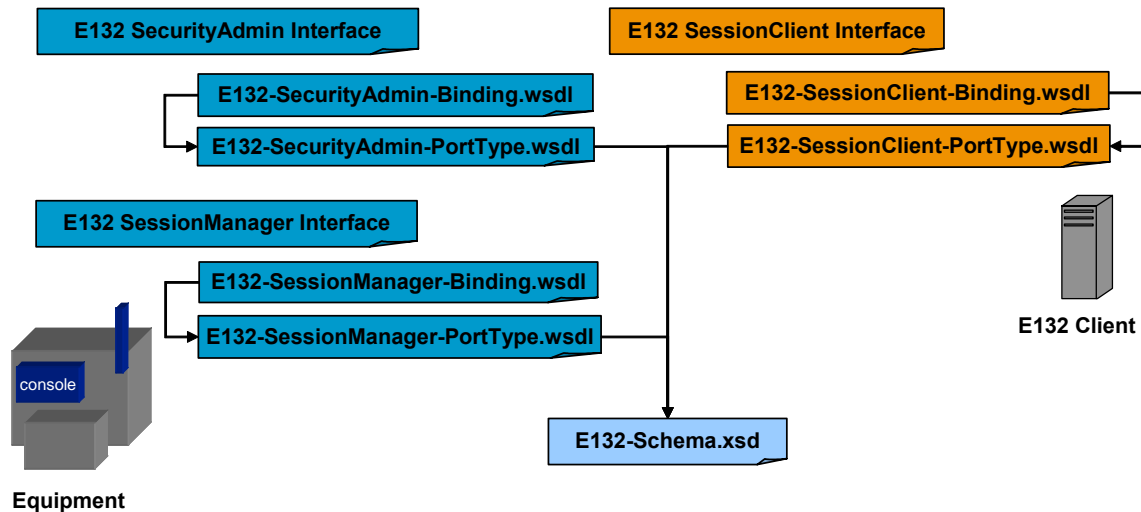 E132 SecurityAdmin Interface
E132 SessionClient Interface
E132-SecurityAdmin-Binding.wsdl
E132-SessionClient-Binding.wsdl
E132-SecurityAdmin-PortType.wsdl
E132-SessionClient-PortType.wsdl
E132 SessionManager Interface
E132-SessionManager-Binding.wsdl
E132-SessionManager-PortType.wsdl
E132 Client
console
E132-Schema.xsd
Equipment